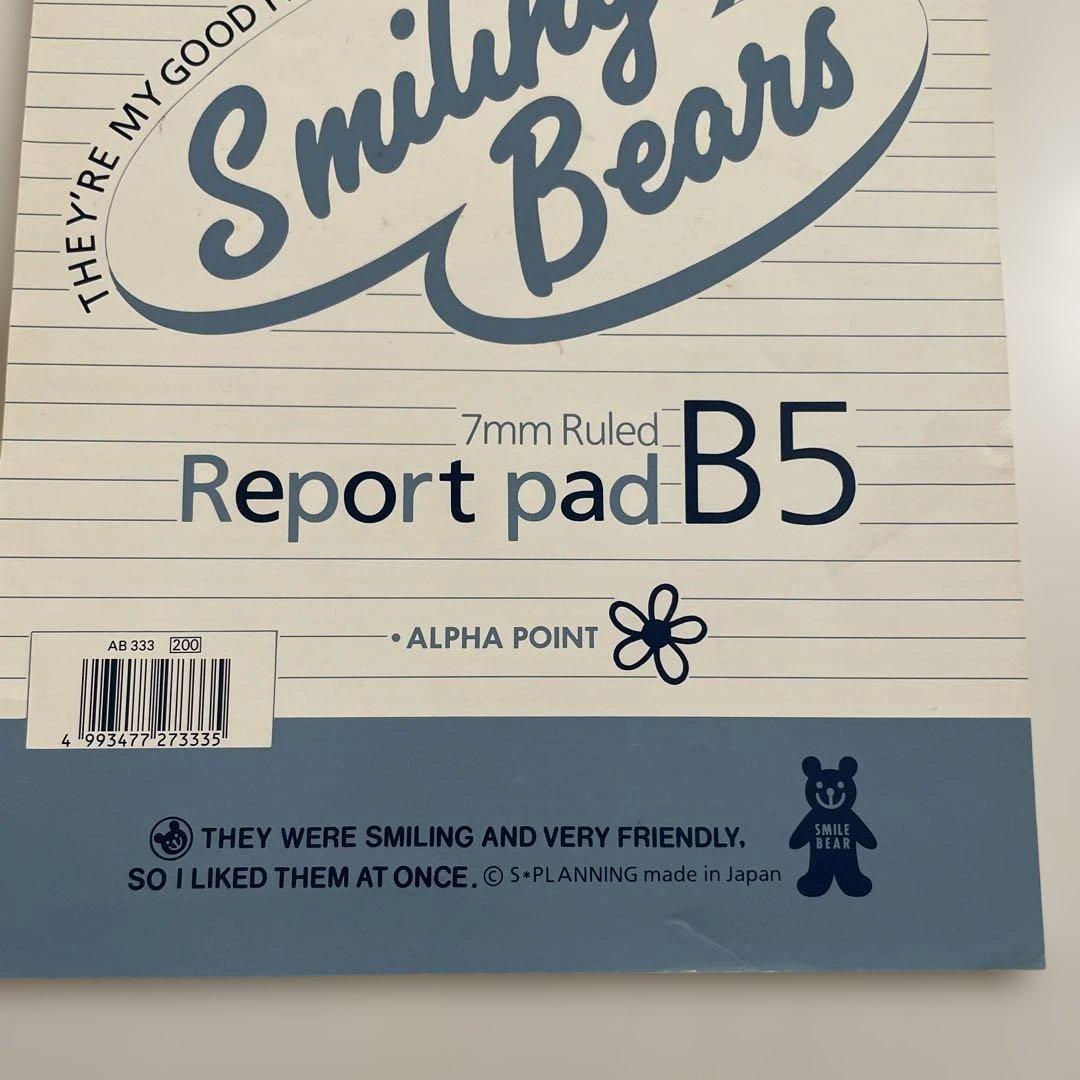 THEY'RE MY GOOD
Smiling
Bears
7mm Ruled
Report pad B5
•ALPHA POINT
AB 333 200
4 993477 273335
SMILE
BEAR
THEY WERE SMILING AND VERY FRIENDLY,
SO I LIKED THEM AT ONCE. © S*PLANNING made in Japan